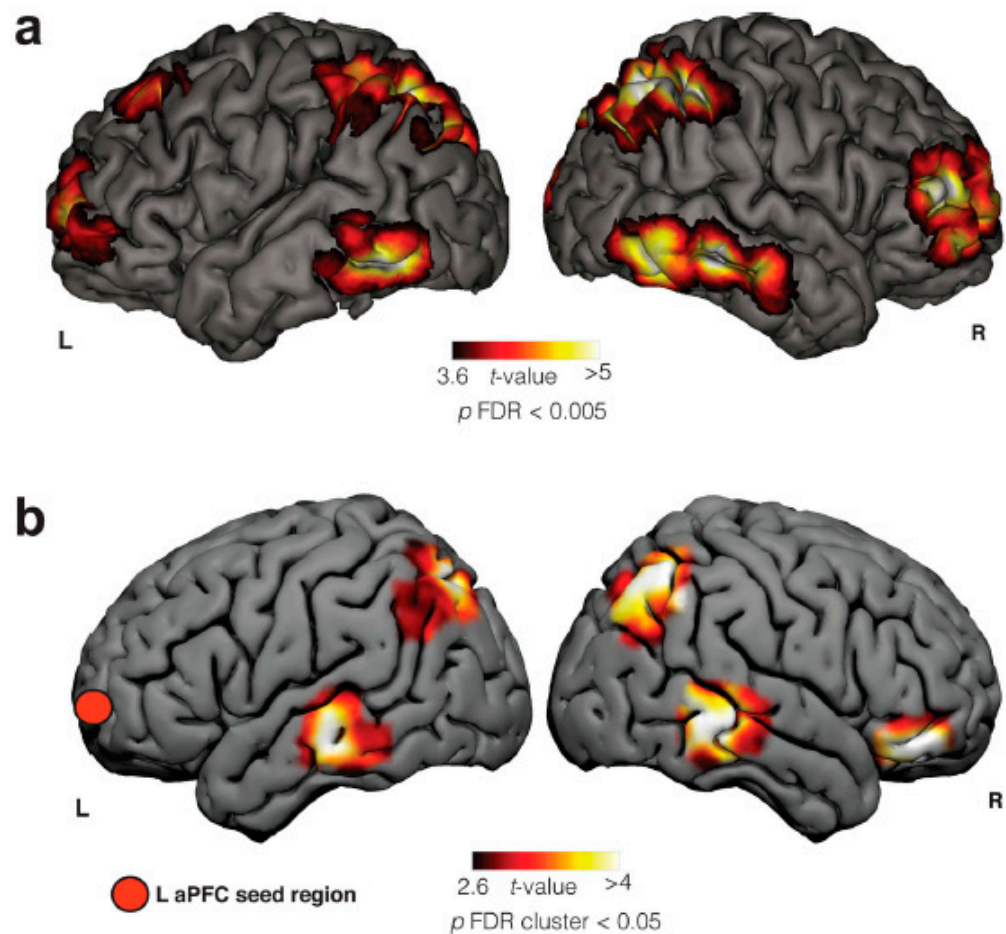 a
L
R
3.6 t-value >5
p FDR < 0.005
b
L
R
2.6 t-value >4
L aPFC seed region
p FDR cluster < 0.05